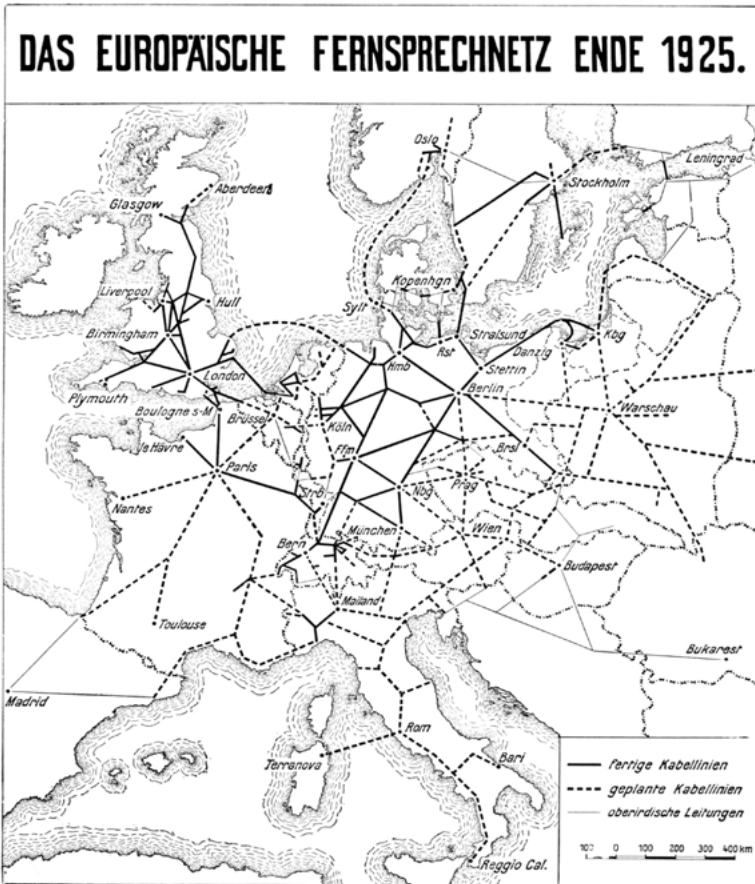 DAS EUROPÄISCHE FERNSPRECHNETZ ENDE 1925.
Oslo
Leningrad
Stockholm
Aberdeen
Glasgow
Kopenhgn
Liverpool
Hull
Sylt
Birmingham
Stralsund
Kbg
Rst
Danzig
Hmb
Stettin
London
Berlin
Plymouth
Boulogne s-M
Brüssel
Warschau
Köln
le Hâvre
Ffm
Brsl
Paris
Prag
Strb
Nbg
Nantes
München
Wien
Bern
Budapest
Mailand
Toulouse
Bukarest
Madrid
Rom
Terranova
Bari
Reggio Cal.
fertige Kabellinien
geplante Kabellinien
oberirdische Leitungen
100 0 100 200 300 400 km